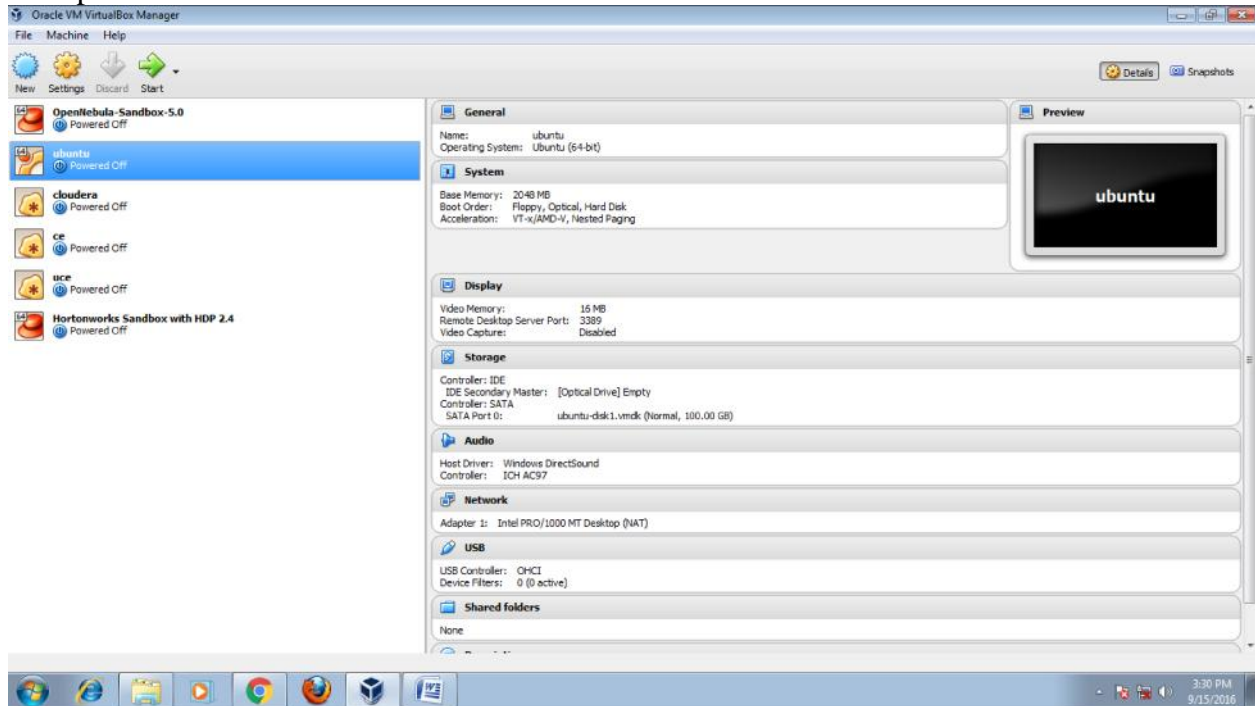 Oracle VM VirtualBox Manager
File Machine Help
New Settings Discard Start
Details Snapshots
64 OpenNebula-Sandbox-5.0
Powered Off
64 ubuntu
Powered Off
cloudera
Powered Off
ce
Powered Off
uce
Powered Off
64 Hortonworks Sandbox with HDP 2.4
Powered Off
General
Name: ubuntu
Operating System: Ubuntu (64-bit)
System
Base Memory: 2048 MB
Boot Order: Floppy, Optical, Hard Disk
Acceleration: VT-x/AMD-V, Nested Paging
Preview
ubuntu
Display
Video Memory: 16 MB
Remote Desktop Server Port: 3389
Video Capture: Disabled
Storage
Controller: IDE
IDE Secondary Master: [Optical Drive] Empty
Controller: SATA
SATA Port 0: ubuntu-disk1.vmdk (Normal, 100.00 GB)
Audio
Host Driver: Windows DirectSound
Controller: ICH AC97
Network
Adapter 1: Intel PRO/1000 MT Desktop (NAT)
USB
USB Controller: OHCI
Device Filters: 0 (0 active)
Shared folders
None
3:30 PM
9/15/2016